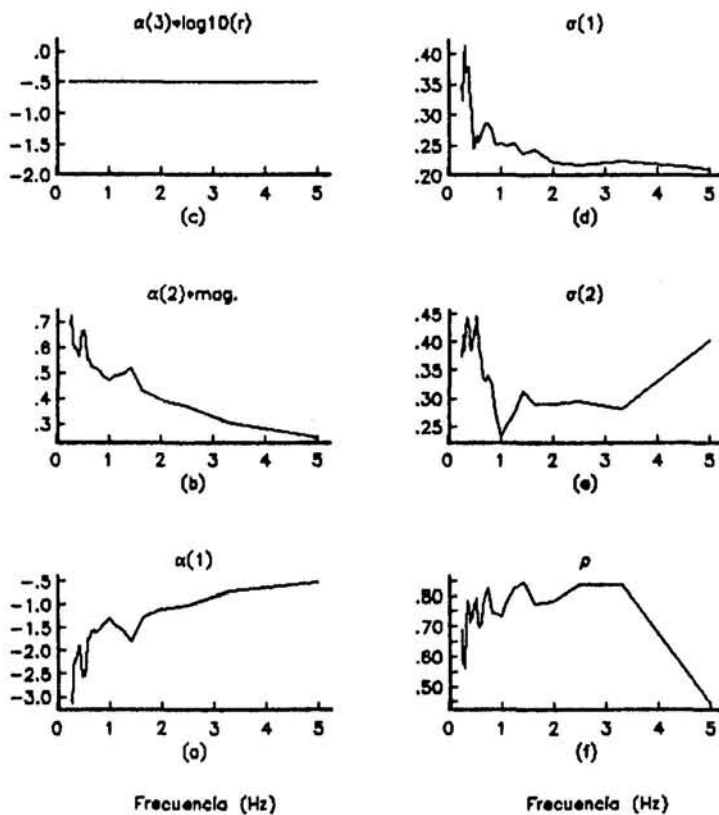 α(3)*log10(r)
.0
-.5
-1.0
-1.5
-2.0
0 1 2 3 4 5
(c)
σ(1)
.40
.35
.30
.25
.20
0 1 2 3 4 5
(d)
α(2)*mag.
.7
.6
.5
.4
.3
0 1 2 3 4 5
(b)
σ(2)
.45
.40
.35
.30
.25
0 1 2 3 4 5
(e)
α(1)
-.5
-1.0
-1.5
-2.0
-2.5
-3.0
0 1 2 3 4 5
(a)
ρ
.80
.70
.60
.50
0 1 2 3 4 5
(f)
Frecuencia (Hz)
Frecuencia (Hz)